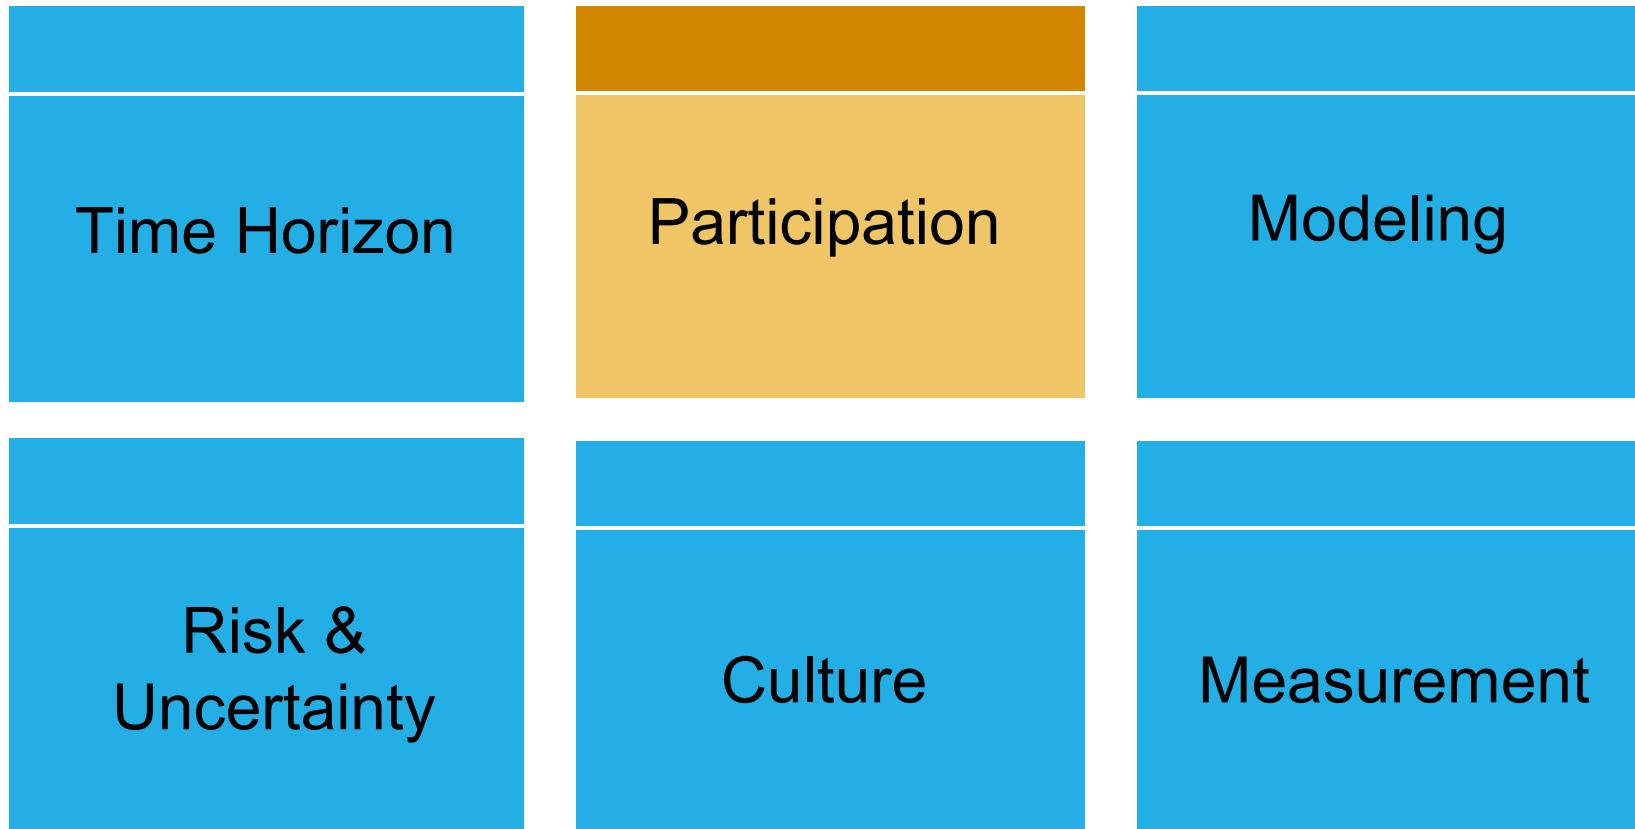 Time Horizon
Participation
Modeling
Risk &
Uncertainty
Culture
Measurement